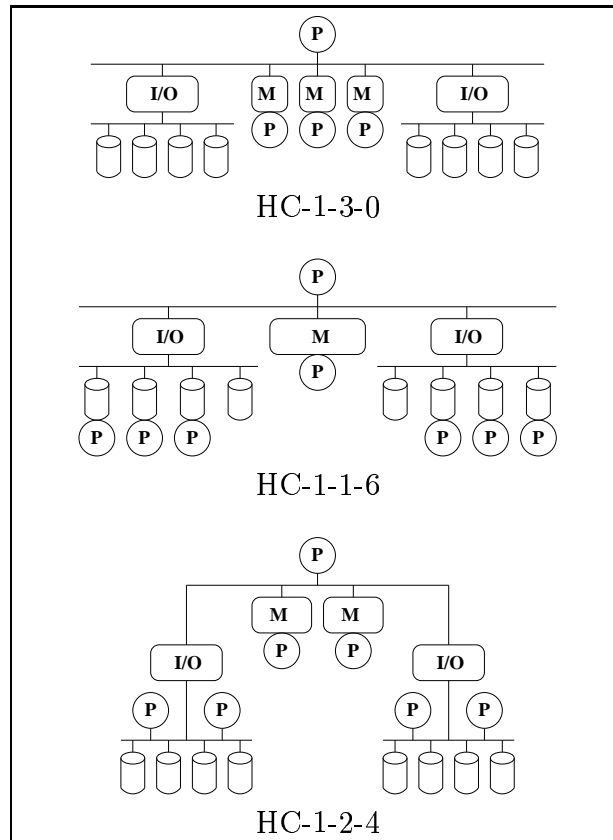 P
I/O M M M I/O
P P P
HC-1-3-0
P
I/O M I/O
P
P P P P P P
HC-1-1-6
P
M M
P P
I/O I/O
P P P P
HC-1-2-4